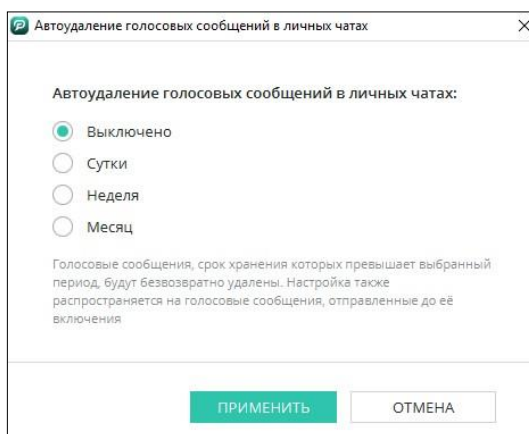 Автоудаление голосовых сообщений в личных чатах
Автоудаление голосовых сообщений в личных чатах:
Выключено
Сутки
Неделя
Месяц
Голосовые сообщения, срок хранения которых превышает выбранный
период, будут безвозвратно удалены. Настройка также
распространяется на голосовые сообщения, отправленные до её
включения
ПРИМЕНИТЬ ОТМЕНА